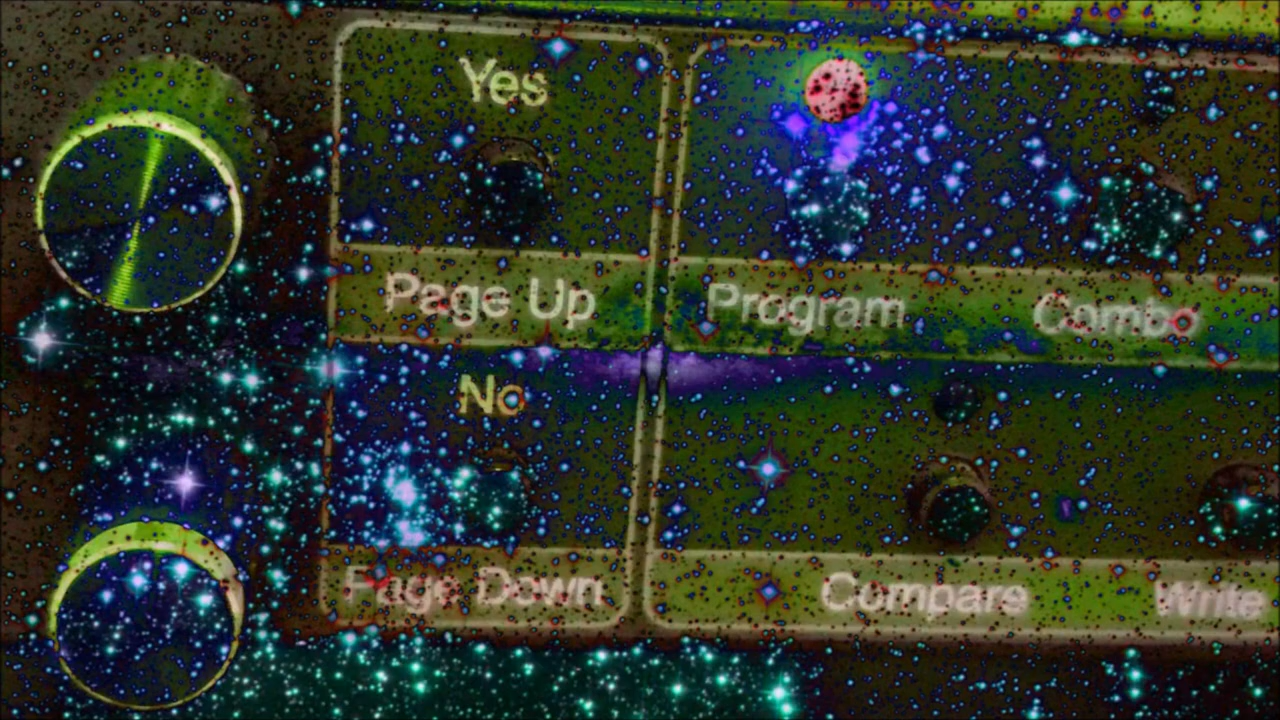 Yes
Page Up
Program
Combo
No
Page Down
Compare
Write